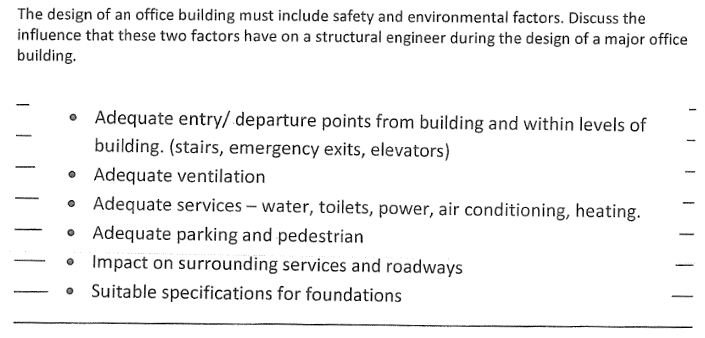 The design of an office building must include safety and environmental factors. Discuss the
influence that these two factors have on a structural engineer during the design of a major office
building.
• Adequate entry/ departure points from building and within levels of
building. (stairs, emergency exits, elevators)
• Adequate ventilation
• Adequate services – water, toilets, power, air conditioning, heating.
• Adequate parking and pedestrian
• Impact on surrounding services and roadways
• Suitable specifications for foundations